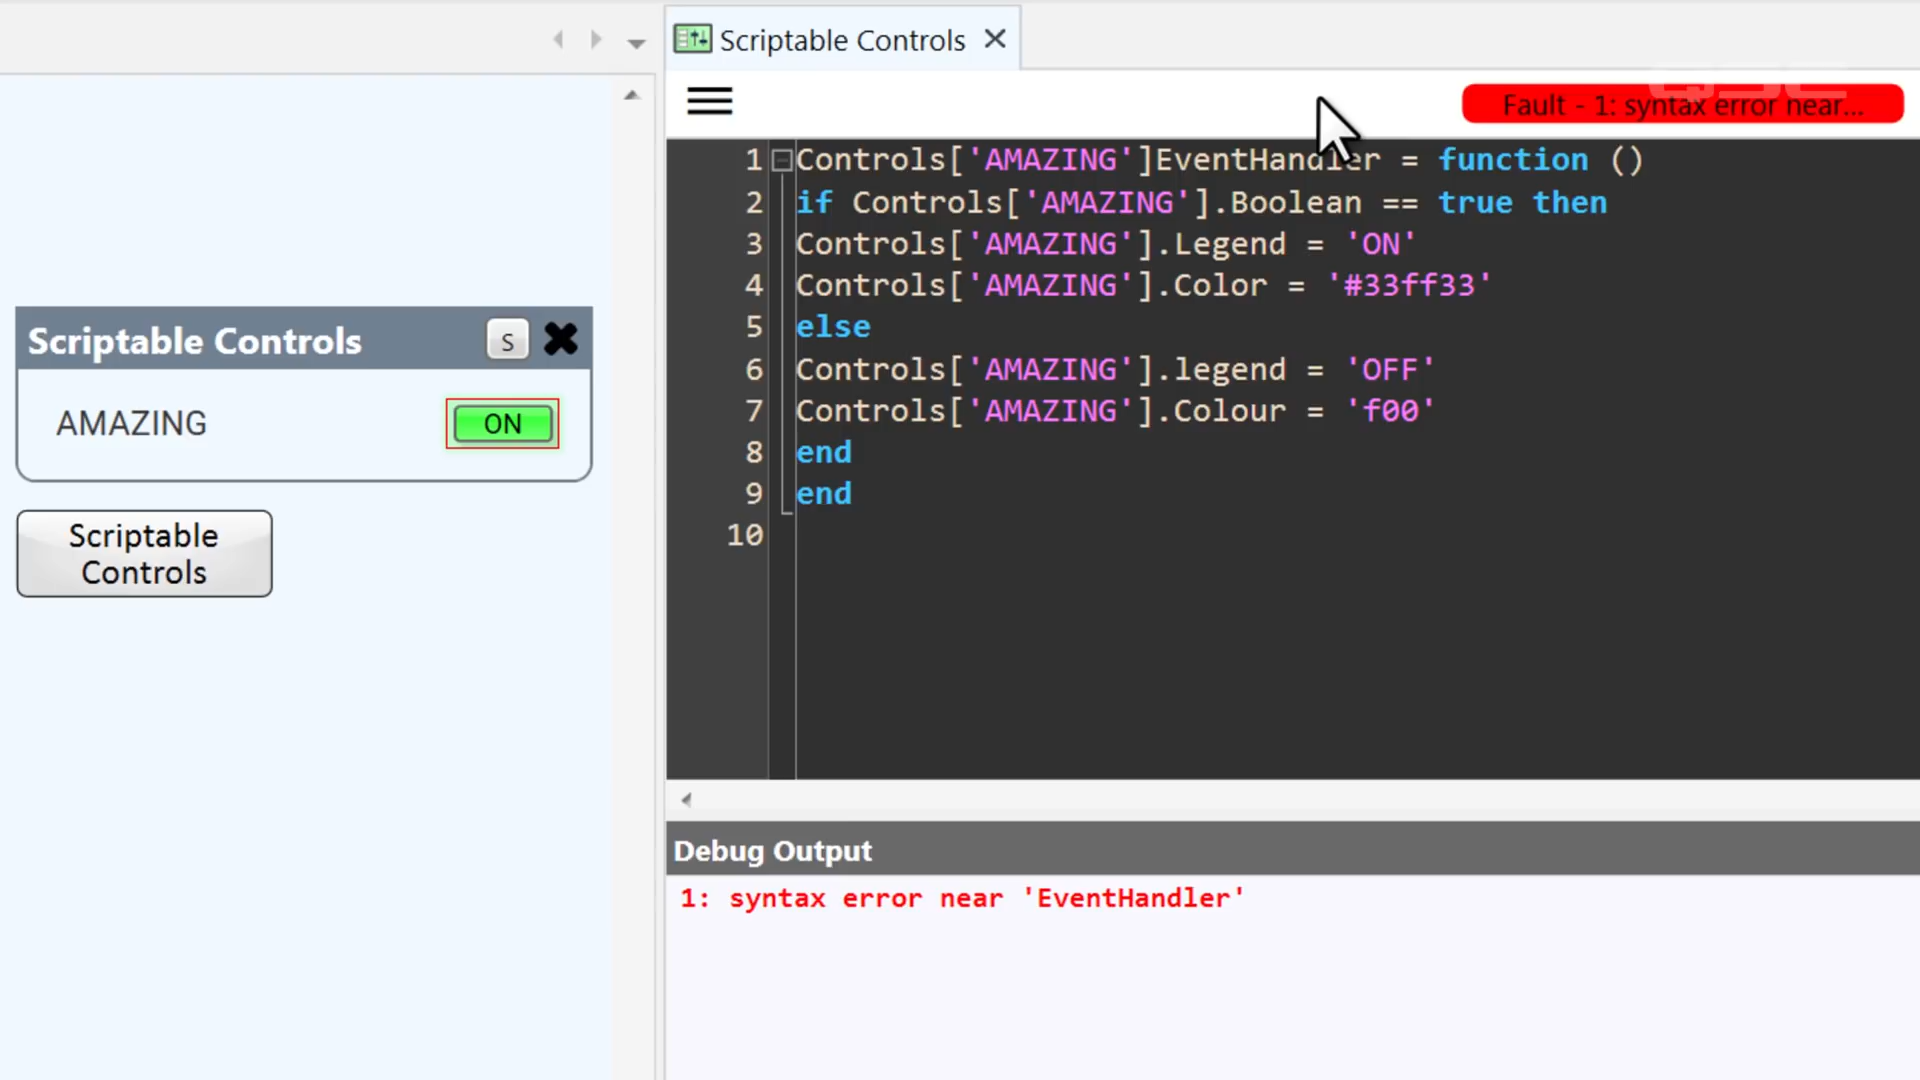 Scriptable Controls
QSC
Fault - 1: syntax error near...
1 Controls['AMAZING']EventHandler = function ()
2 if Controls['AMAZING'].Boolean == true then
3 Controls['AMAZING'].Legend = 'ON'
4 Controls['AMAZING'].Color = '#33ff33'
5 else
6 Controls['AMAZING'].legend = 'OFF'
7 Controls['AMAZING'].Colour = 'f00'
8 end
9 end
10
Scriptable Controls S
AMAZING ON
Scriptable
Controls
Debug Output
1: syntax error near 'EventHandler'